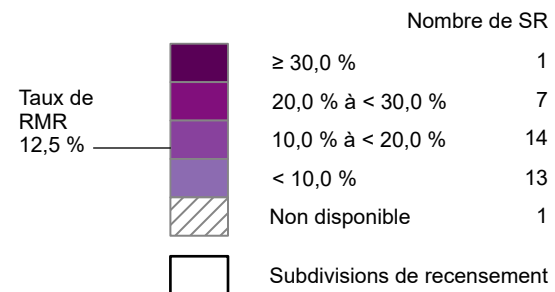 Nombre de SR
≥ 30,0 % 1
20,0 % à < 30,0 % 7
10,0 % à < 20,0 % 14
< 10,0 % 13
Non disponible 1
Taux de
RMR
12,5 %
Subdivisions de recensement